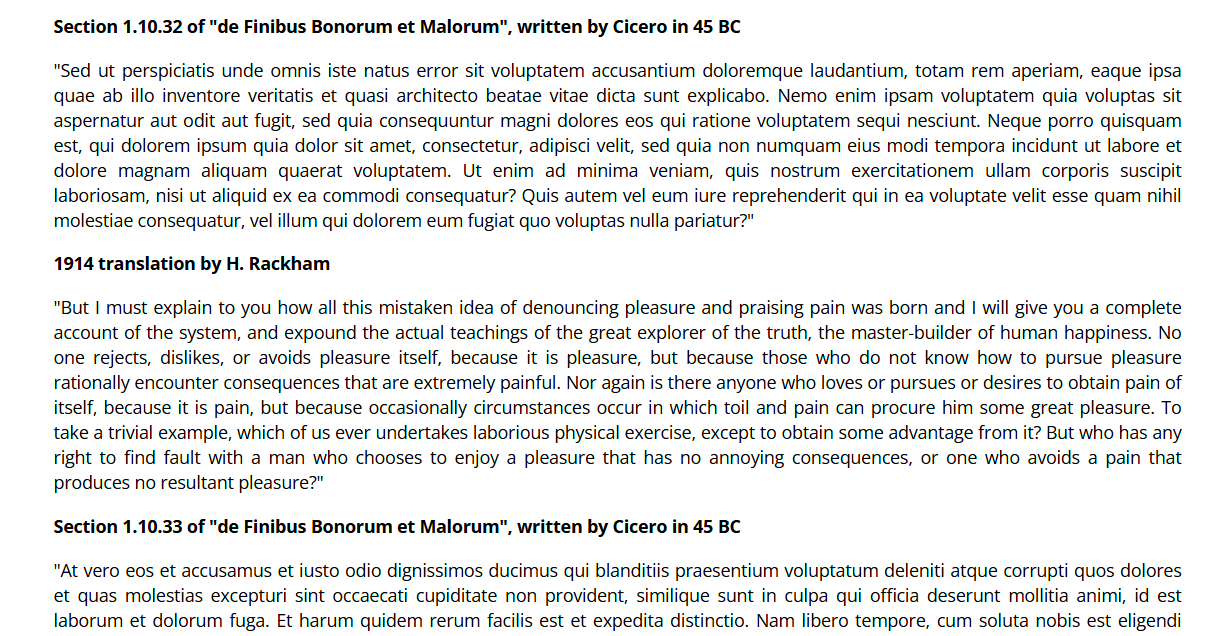 Section 1.10.32 of "de Finibus Bonorum et Malorum", written by Cicero in 45 BC
"Sed ut perspiciatis unde omnis iste natus error sit voluptatem accusantium doloremque laudantium, totam rem aperiam, eaque ipsa
quae ab illo inventore veritatis et quasi architecto beatae vitae dicta sunt explicabo. Nemo enim ipsam voluptatem quia voluptas sit
aspernatur aut odit aut fugit, sed quia consequuntur magni dolores eos qui ratione voluptatem sequi nesciunt. Neque porro quisquam
est, qui dolorem ipsum quia dolor sit amet, consectetur, adipisci velit, sed quia non numquam eius modi tempora incidunt ut labore et
dolore magnam aliquam quaerat voluptatem. Ut enim ad minima veniam, quis nostrum exercitationem ullam corporis suscipit
laboriosam, nisi ut aliquid ex ea commodi consequatur? Quis autem vel eum iure reprehenderit qui in ea voluptate velit esse quam nihil
molestiae consequatur, vel illum qui dolorem eum fugiat quo voluptas nulla pariatur?"
1914 translation by H. Rackham
"But I must explain to you how all this mistaken idea of denouncing pleasure and praising pain was born and I will give you a complete
account of the system, and expound the actual teachings of the great explorer of the truth, the master-builder of human happiness. No
one rejects, dislikes, or avoids pleasure itself, because it is pleasure, but because those who do not know how to pursue pleasure
rationally encounter consequences that are extremely painful. Nor again is there anyone who loves or pursues or desires to obtain pain of
itself, because it is pain, but because occasionally circumstances occur in which toil and pain can procure him some great pleasure. To
take a trivial example, which of us ever undertakes laborious physical exercise, except to obtain some advantage from it? But who has any
right to find fault with a man who chooses to enjoy a pleasure that has no annoying consequences, or one who avoids a pain that
produces no resultant pleasure?"
Section 1.10.33 of "de Finibus Bonorum et Malorum", written by Cicero in 45 BC
"At vero eos et accusamus et iusto odio dignissimos ducimus qui blanditiis praesentium voluptatum deleniti atque corrupti quos dolores
et quas molestias excepturi sint occaecati cupiditate non provident, similique sunt in culpa qui officia deserunt mollitia animi, id est
laborum et dolorum fuga. Et harum quidem rerum facilis est et expedita distinctio. Nam libero tempore, cum soluta nobis est eligendi